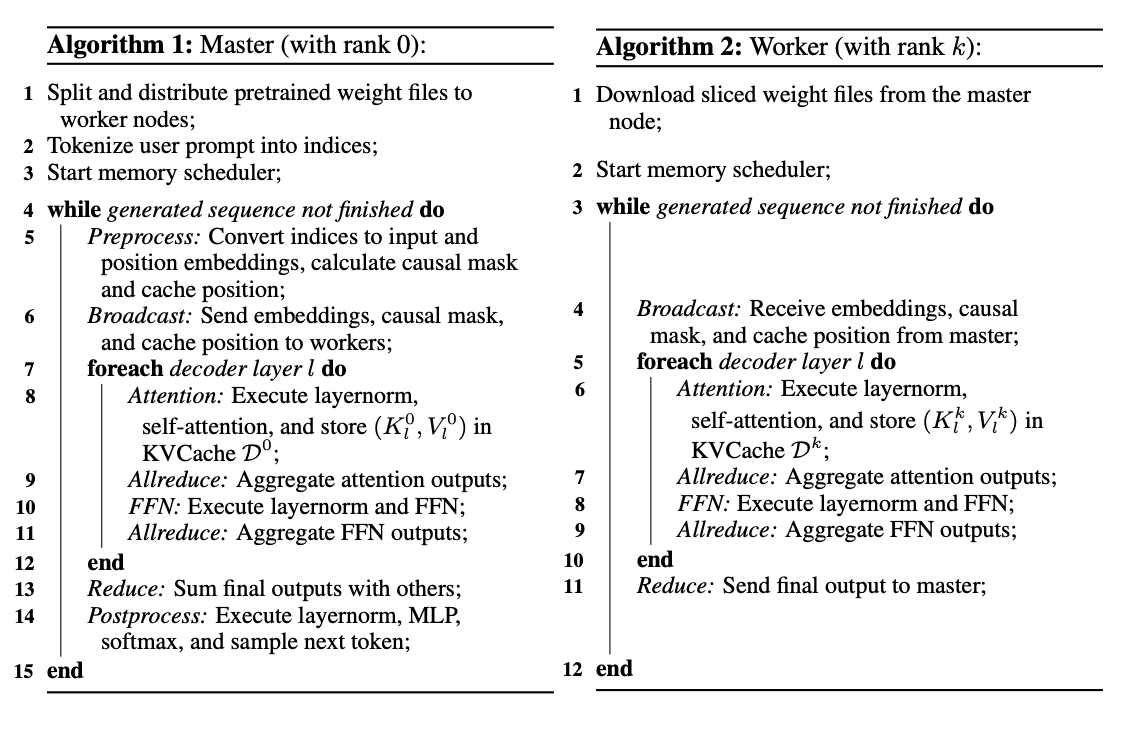 Algorithm 1: Master (with rank 0):
1 Split and distribute pretrained weight files to
worker nodes;
2 Tokenize user prompt into indices;
3 Start memory scheduler;
4 while generated sequence not finished do
5 Preprocess: Convert indices to input and
position embeddings, calculate causal mask
and cache position;
6 Broadcast: Send embeddings, causal mask,
and cache position to workers;
7 foreach decoder layer l do
8 Attention: Execute layernorm,
self-attention, and store (K_l^0, V_l^0) in
KVCache D^0;
9 Allreduce: Aggregate attention outputs;
10 FFN: Execute layernorm and FFN;
11 Allreduce: Aggregate FFN outputs;
12 end
13 Reduce: Sum final outputs with others;
14 Postprocess: Execute layernorm, MLP,
softmax, and sample next token;
15 end
Algorithm 2: Worker (with rank k):
1 Download sliced weight files from the master
node;
2 Start memory scheduler;
3 while generated sequence not finished do
4 Broadcast: Receive embeddings, causal
mask, and cache position from master;
5 foreach decoder layer l do
6 Attention: Execute layernorm,
self-attention, and store (K_l^k, V_l^k) in
KVCache D^k;
7 Allreduce: Aggregate attention outputs;
8 FFN: Execute layernorm and FFN;
9 Allreduce: Aggregate FFN outputs;
10 end
11 Reduce: Send final output to master;
12 end